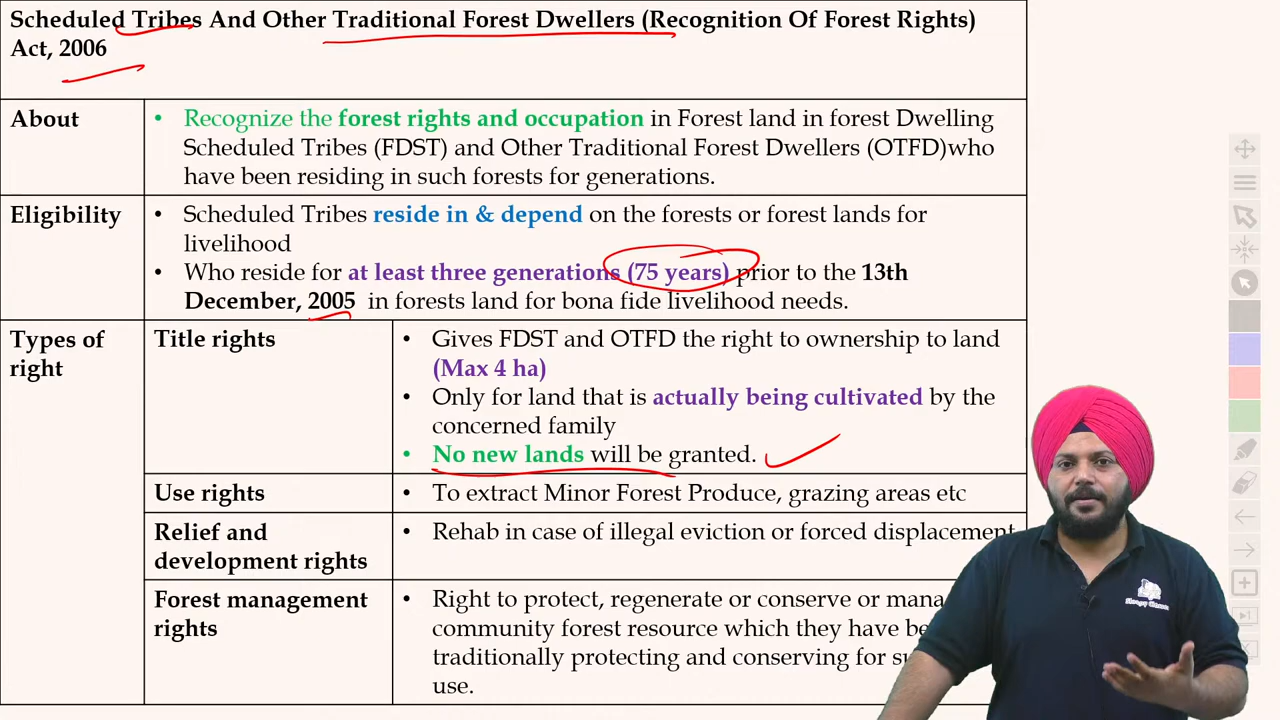 Scheduled Tribes And Other Traditional Forest Dwellers (Recognition Of Forest Rights)
Act, 2006
About
• Recognize the forest rights and occupation in Forest land in forest Dwelling
Scheduled Tribes (FDST) and Other Traditional Forest Dwellers (OTFD)who
have been residing in such forests for generations.
Eligibility
• Scheduled Tribes reside in & depend on the forests or forest lands for
livelihood
• Who reside for at least three generations (75 years) prior to the 13th
December, 2005 in forests land for bona fide livelihood needs.
Types of
right
Title rights
• Gives FDST and OTFD the right to ownership to land
(Max 4 ha)
• Only for land that is actually being cultivated by the
concerned family
• No new lands will be granted.
Use rights
• To extract Minor Forest Produce, grazing areas etc
Relief and
development rights
• Rehab in case of illegal eviction or forced displacement
Forest management
rights
• Right to protect, regenerate or conserve or mana
community forest resource which they have be
traditionally protecting and conserving for su
use.